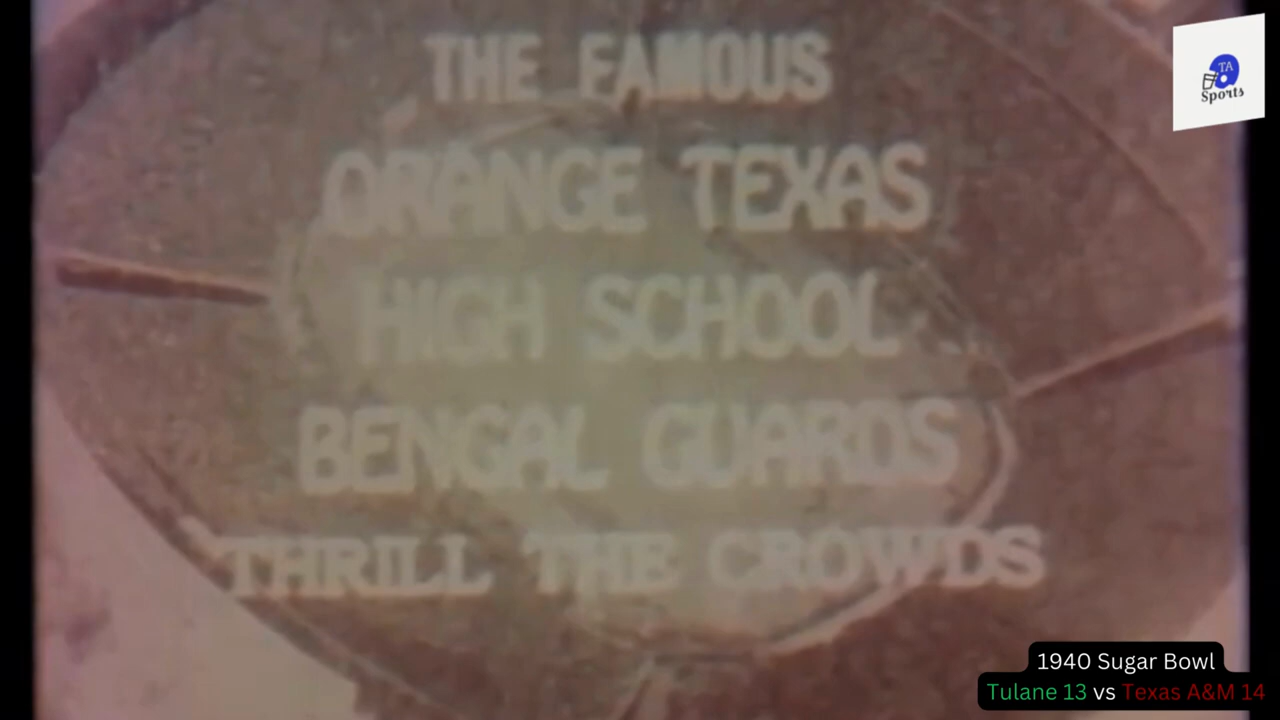 THE FAMOUS
ORANGE TEXAS
HIGH SCHOOL
BENGAL GUARDS
THRILL THE CROWDS
TA
Sports
1940 Sugar Bowl
Tulane 13 vs Texas A&M 14